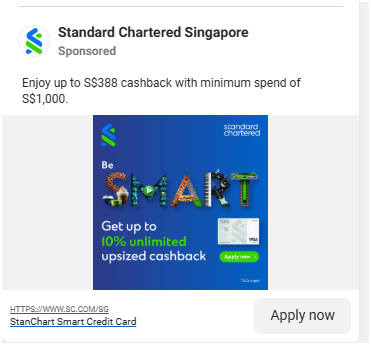 Standard Chartered Singapore
Sponsored
Enjoy up to S$388 cashback with minimum spend of
S$1,000.
standard
chartered
Be
SMART
Get up to
10% unlimited
upsized cashback
VISA
Apply now
T&Cs apply
HTTPS://WWW.SC.COM/SG
StanChart Smart Credit Card
Apply now